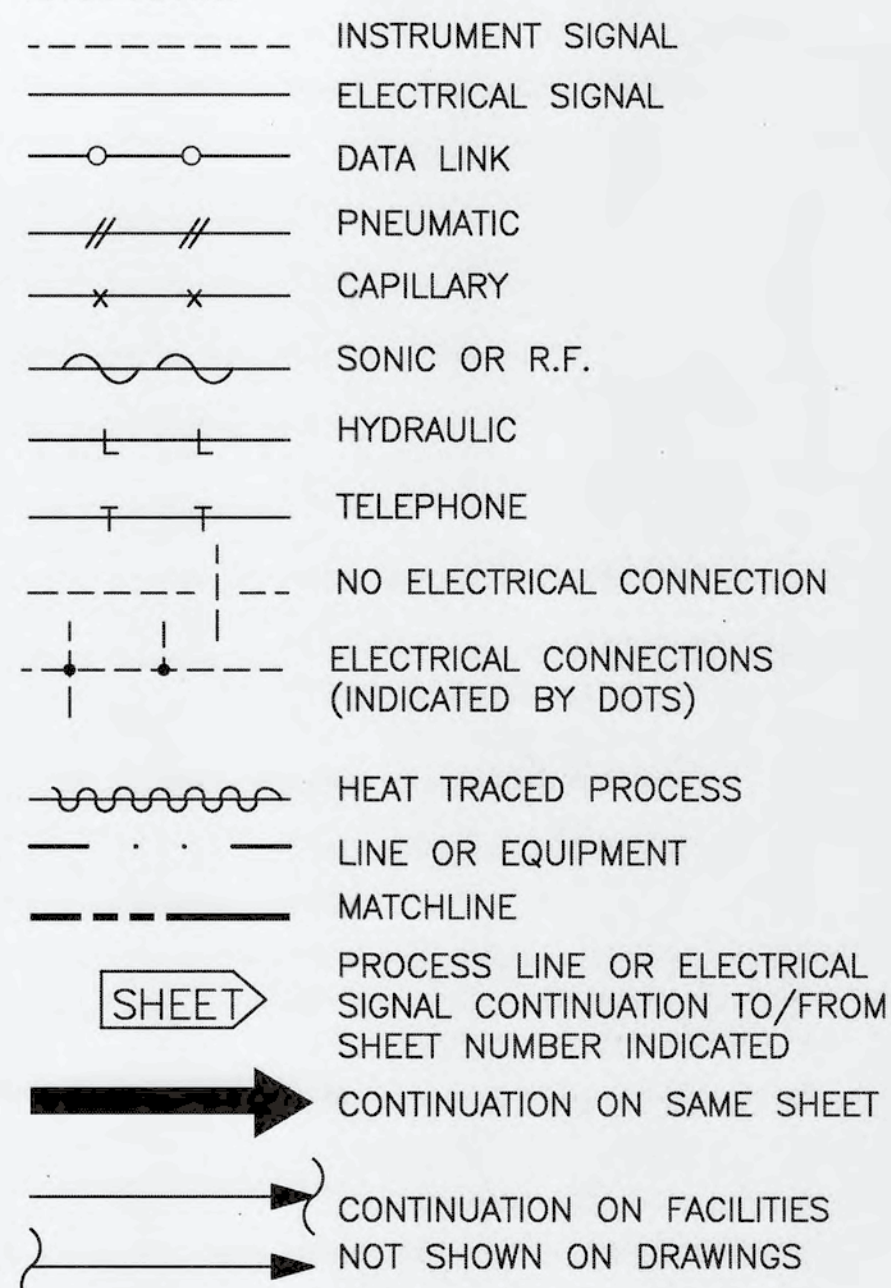 INSTRUMENT SIGNAL
ELECTRICAL SIGNAL
DATA LINK
PNEUMATIC
CAPILLARY
SONIC OR R.F.
HYDRAULIC
TELEPHONE
NO ELECTRICAL CONNECTION
ELECTRICAL CONNECTIONS
(INDICATED BY DOTS)
HEAT TRACED PROCESS
LINE OR EQUIPMENT
MATCHLINE
SHEET
PROCESS LINE OR ELECTRICAL
SIGNAL CONTINUATION TO/FROM
SHEET NUMBER INDICATED
CONTINUATION ON SAME SHEET
CONTINUATION ON FACILITIES
NOT SHOWN ON DRAWINGS